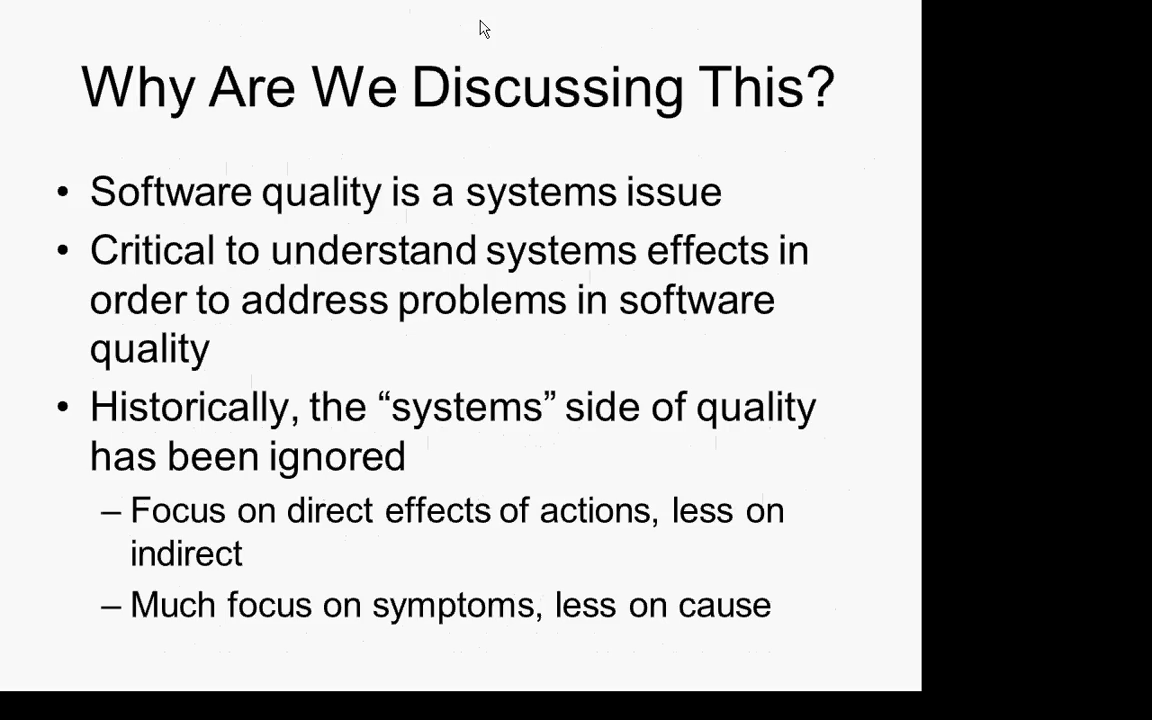 Why Are We Discussing This?
• Software quality is a systems issue
• Critical to understand systems effects in
order to address problems in software
quality
• Historically, the “systems” side of quality
has been ignored
– Focus on direct effects of actions, less on
indirect
– Much focus on symptoms, less on cause